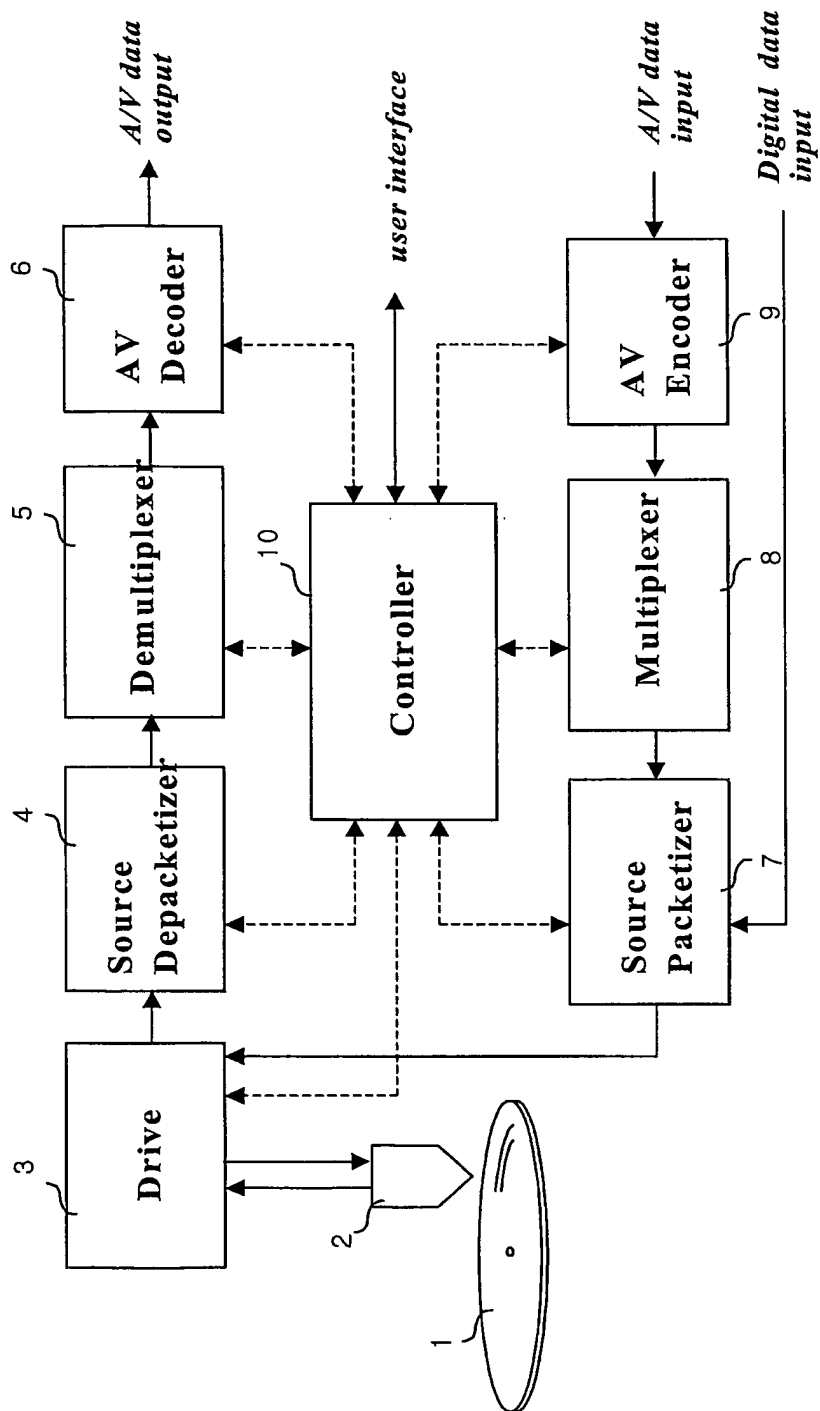 3
Drive
4
Source
Depacketizer
5
Demultiplexer
6
AV
Decoder
A/V data
output
2
1
10
Controller
user interface
Source
Packetizer
7
Multiplexer
8
AV
Encoder
9
A/V data
input
Digital data
input